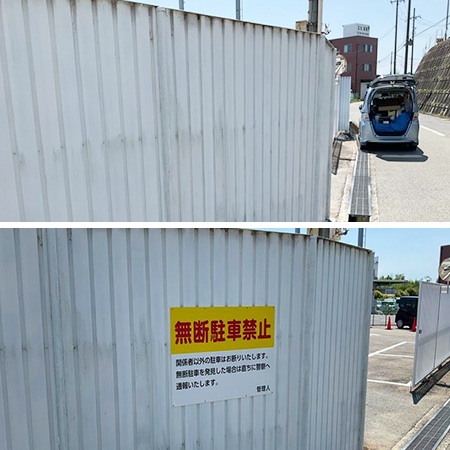 無断駐車禁止
関係者以外の駐車はお断りいたします。
無断駐車を発見した場合は直ちに警察へ
通報いたします。
管理人